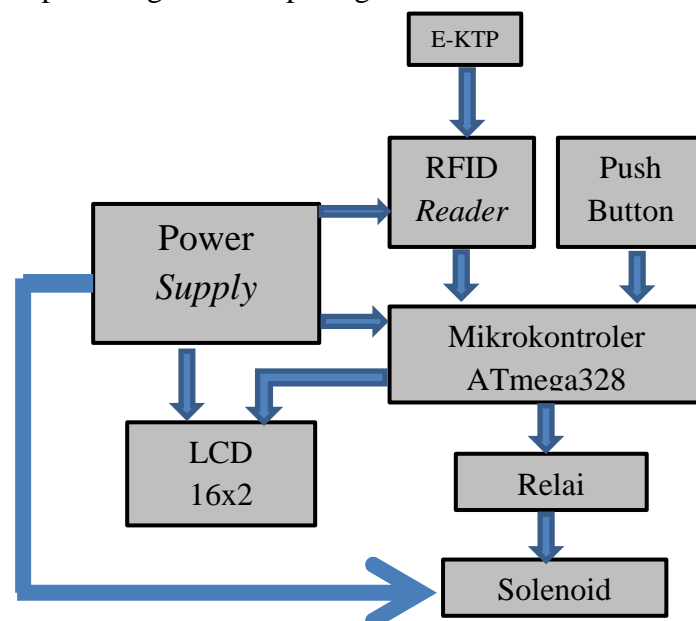 E-KTP
RFID
Reader
Push
Button
Power
Supply
Mikrokontroler
ATmega328
LCD
16x2
Relai
Solenoid